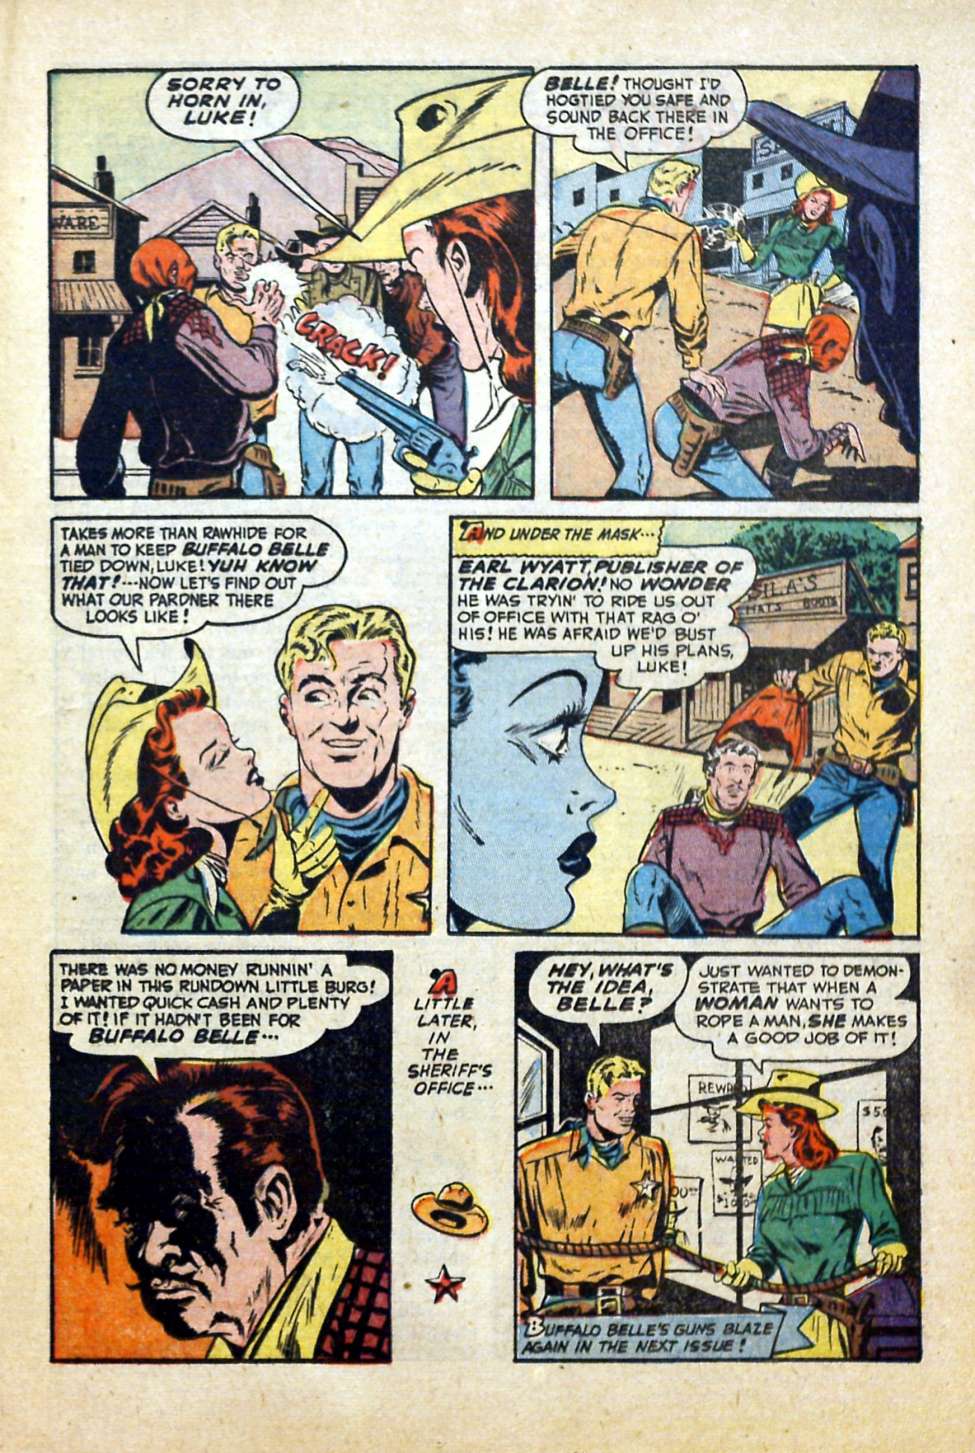 SORRY TO
HORN IN,
LUKE!
WARE
CRACK!
BELLE! THOUGHT I'D
HOGTIED YOU SAFE AND
SOUND BACK THERE IN
THE OFFICE!
TAKES MORE THAN RAWHIDE FOR
A MAN TO KEEP BUFFALO BELLE
TIED DOWN, LUKE! YUH KNOW
THAT!---NOW LET'S FIND OUT
WHAT OUR PARDNER THERE
LOOKS LIKE!
AND UNDER THE MASK---
EARL WYATT, PUBLISHER OF
THE CLARION! NO WONDER
HE WAS TRYIN' TO RIDE US OUT
OF OFFICE WITH THAT RAG O'
HIS! HE WAS AFRAID WE'D BUST
UP HIS PLANS,
LUKE!
SILA'S
HATS BOOTS
THERE WAS NO MONEY RUNNIN' A
PAPER IN THIS RUNDOWN LITTLE BURG!
I WANTED QUICK CASH AND PLENTY
OF IT! IF IT HADN'T BEEN FOR
BUFFALO BELLE---
A
LITTLE
LATER,
IN
THE
SHERIFF'S
OFFICE---
HEY, WHAT'S
THE IDEA,
BELLE?
JUST WANTED TO DEMON-
STRATE THAT WHEN A
WOMAN WANTS TO
ROPE A MAN, SHE MAKES
A GOOD JOB OF IT!
REWARD
WANTED
BUFFALO BELLE'S GUNS BLAZE
AGAIN IN THE NEXT ISSUE!